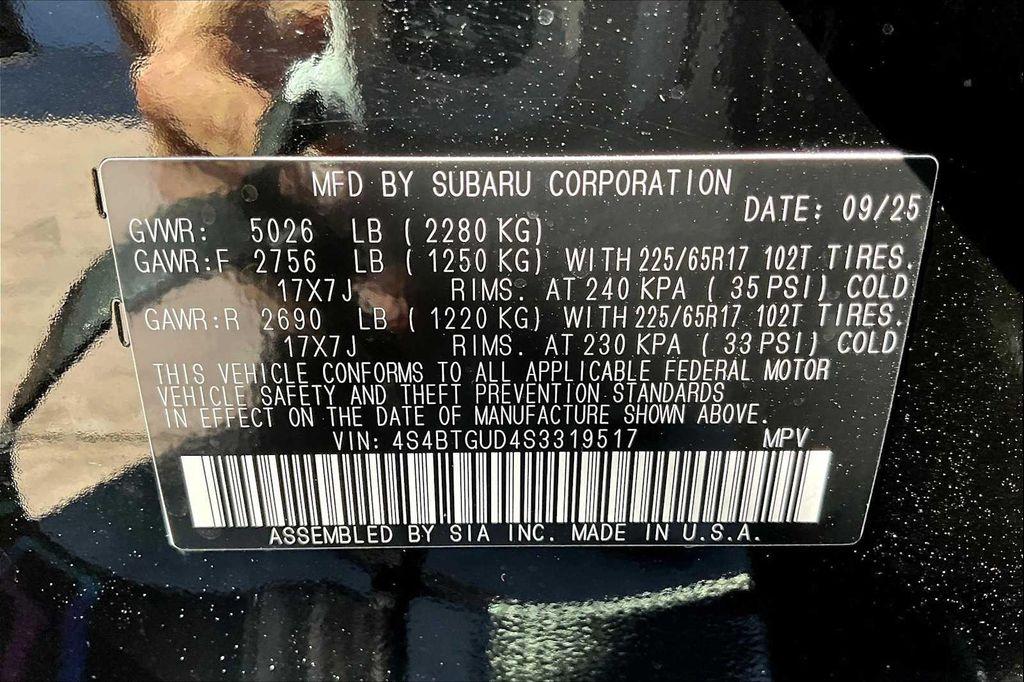 MFD BY SUBARU CORPORATION
DATE: 09/25
GVWR: 5026 LB (2280 KG)
GAWR:F 2756 LB (1250 KG) WITH 225/65R17 102T TIRES.
17X7J RIMS. AT 240 KPA (35 PSI) COLD
GAWR:R 2690 LB (1220 KG) WITH 225/65R17 102T TIRES.
17X7J RIMS. AT 230 KPA (33 PSI) COLD
THIS VEHICLE CONFORMS TO ALL APPLICABLE FEDERAL MOTOR
VEHICLE SAFETY AND THEFT PREVENTION STANDARDS
IN EFFECT ON THE DATE OF MANUFACTURE SHOWN ABOVE.
VIN: 4S4BTGUD4S3319517 MPV
ASSEMBLED BY SIA INC. MADE IN U.S.A.